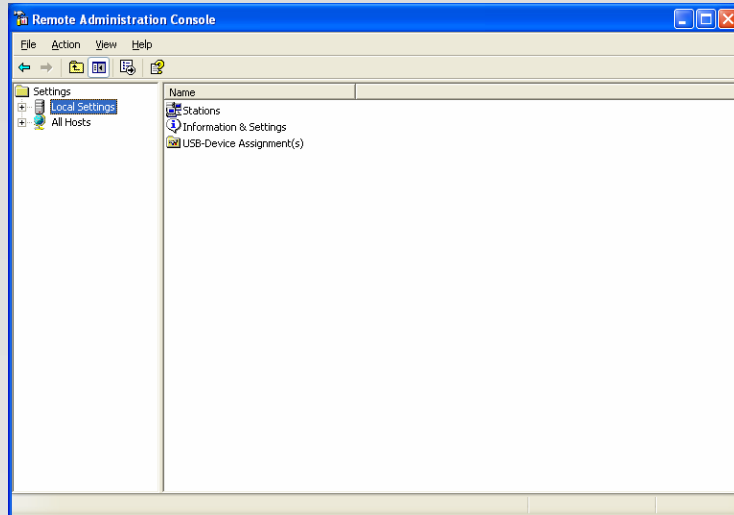 Remote Administration Console
File Action View Help
Settings
Local Settings
All Hosts
Name
Stations
Information & Settings
USB-Device Assignment(s)